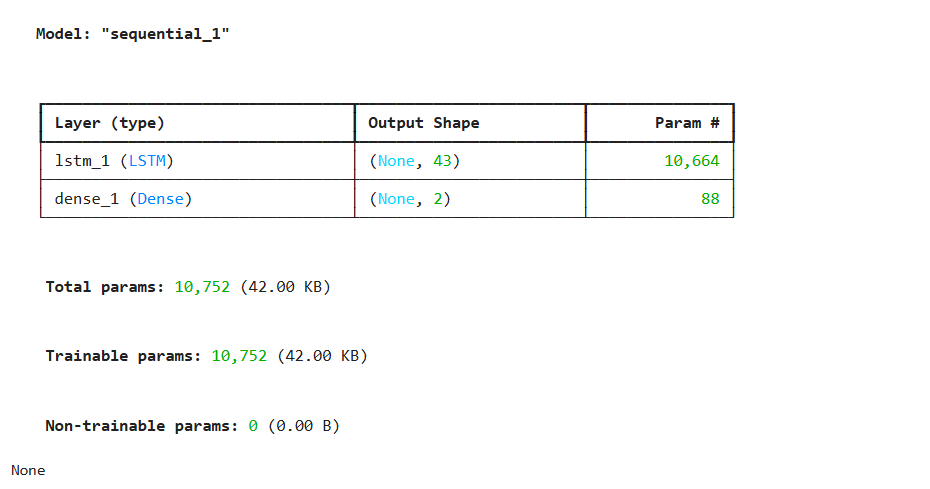 Model: "sequential_1"
Layer (type) Output Shape Param #
lstm_1 (LSTM) (None, 43) 10,664
dense_1 (Dense) (None, 2) 88
Total params: 10,752 (42.00 KB)
Trainable params: 10,752 (42.00 KB)
Non-trainable params: 0 (0.00 B)
None